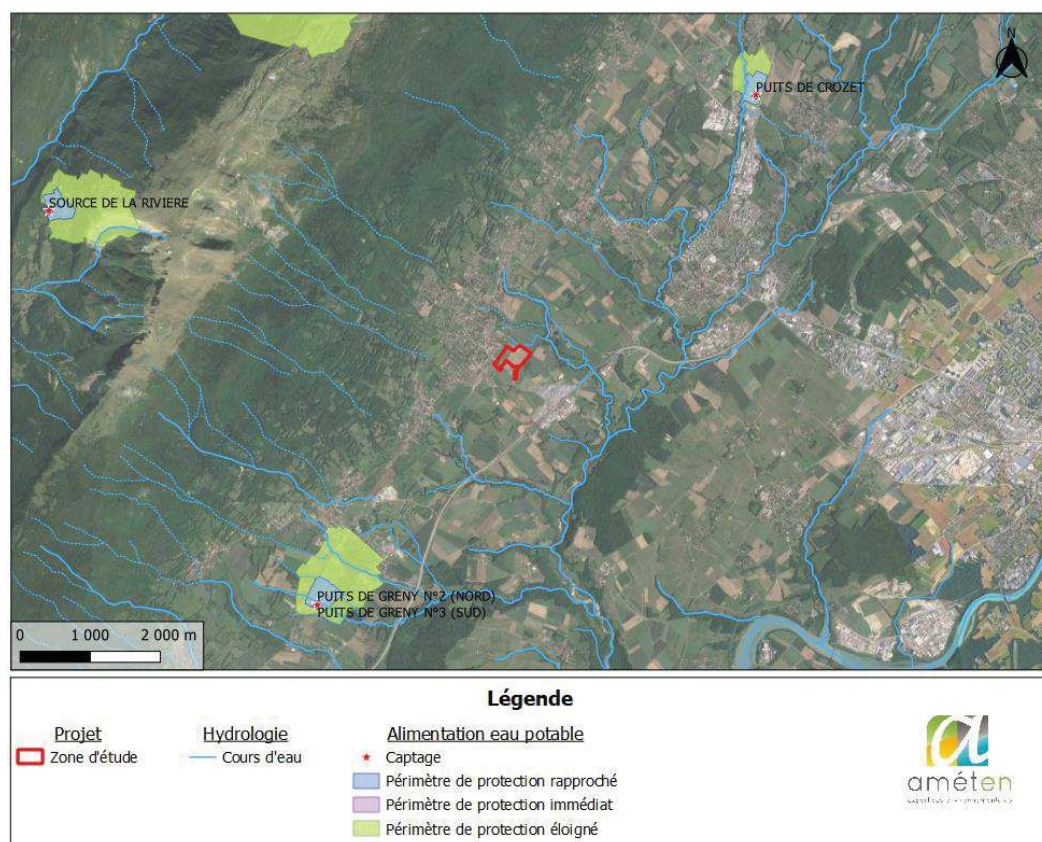 N
PUITS DE CROZET
SOURCE DE LA RIVIERE
PUITS DE GRENY N°2 (NORD)
PUITS DE GRENY N°3 (SUD)
0 1 000 2 000 m
Légende
Projet
Zone d'étude
Hydrologie
Cours d'eau
Alimentation eau potable
Captage
Périmètre de protection rapproché
Périmètre de protection immédiat
Périmètre de protection éloigné
améten